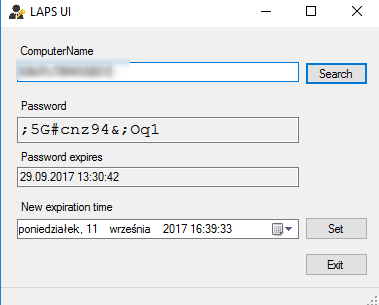 LAPS UI
ComputerName
Search
Password
;5G#cnz94&;Oq1
Password expires
29.09.2017 13:30:42
New expiration time
poniedziałek, 11 września 2017 16:39:33
Set
Exit